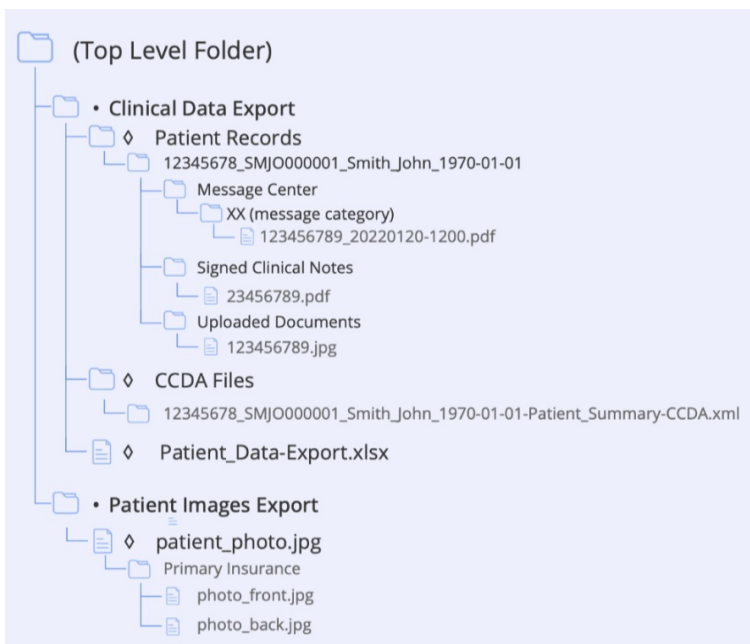 (Top Level Folder)
• Clinical Data Export
◊ Patient Records
12345678_SMJO000001_Smith_John_1970-01-01
Message Center
XX (message category)
123456789_20220120-1200.pdf
Signed Clinical Notes
23456789.pdf
Uploaded Documents
123456789.jpg
◊ CCDA Files
12345678_SMJO000001_Smith_John_1970-01-01-Patient_Summary-CCDA.xml
◊ Patient_Data-Export.xlsx
• Patient Images Export
◊ patient_photo.jpg
Primary Insurance
photo_front.jpg
photo_back.jpg